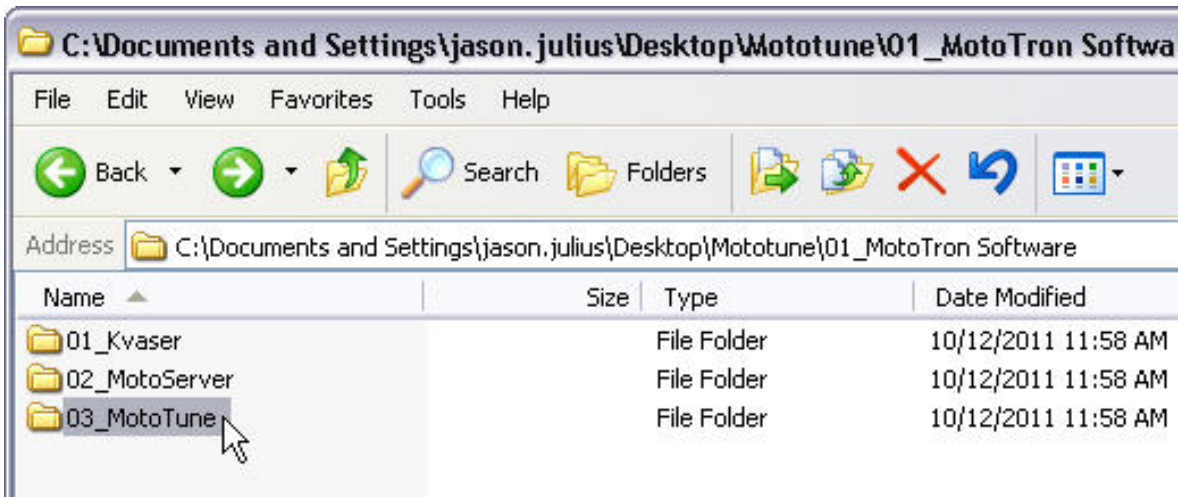 C:\Documents and Settings\jason.julius\Desktop\Mototune\01_MotoTron Softwa
File Edit View Favorites Tools Help
Back Search Folders
Address C:\Documents and Settings\jason.julius\Desktop\Mototune\01_MotoTron Software
Name Size Type Date Modified
01_Kvaser File Folder 10/12/2011 11:58 AM
02_MotoServer File Folder 10/12/2011 11:58 AM
03_MotoTune File Folder 10/12/2011 11:58 AM